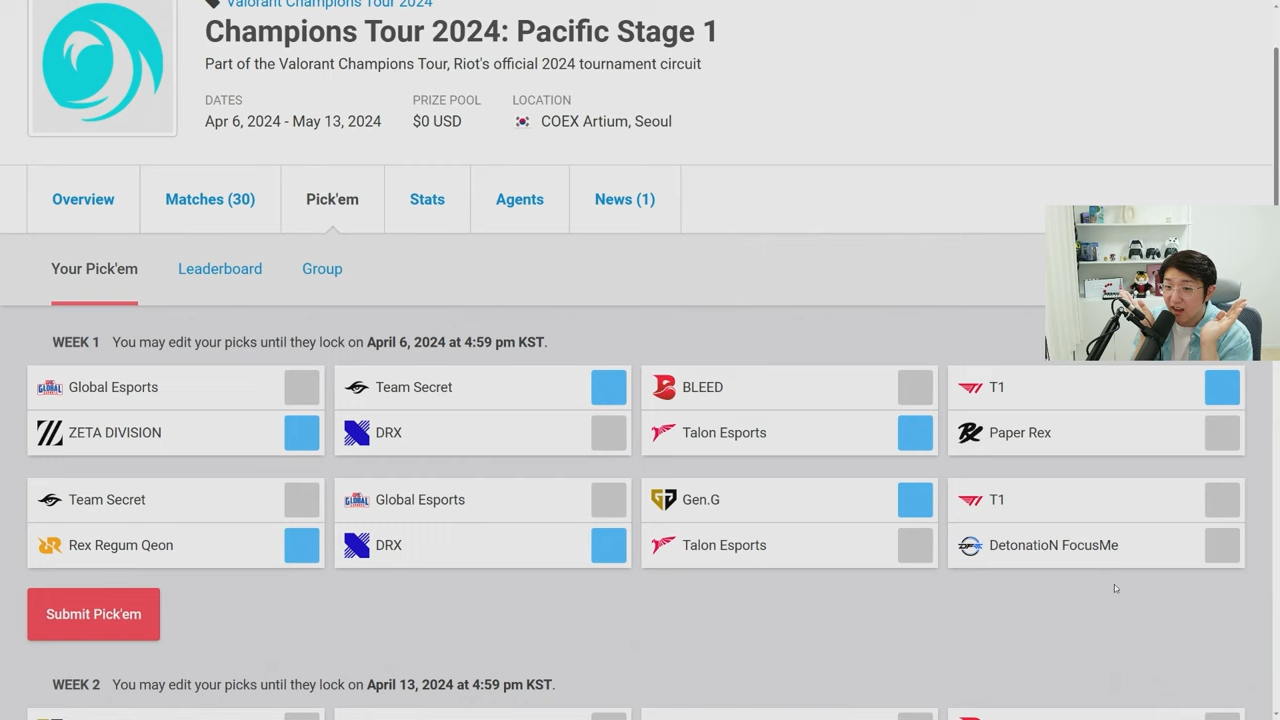 Valorant Champions Tour 2024
Champions Tour 2024: Pacific Stage 1
Part of the Valorant Champions Tour, Riot's official 2024 tournament circuit
DATES
Apr 6, 2024 - May 13, 2024
PRIZE POOL
$0 USD
LOCATION
COEX Artium, Seoul
Overview
Matches (30)
Pick'em
Stats
Agents
News (1)
Your Pick'em
Leaderboard
Group
WEEK 1 You may edit your picks until they lock on April 6, 2024 at 4:59 pm KST.
Global Esports
ZETA DIVISION
Team Secret
DRX
BLEED
Talon Esports
T1
Paper Rex
Team Secret
Rex Regum Qeon
Global Esports
DRX
Gen.G
Talon Esports
T1
DetonatioN FocusMe
Submit Pick'em
WEEK 2 You may edit your picks until they lock on April 13, 2024 at 4:59 pm KST.